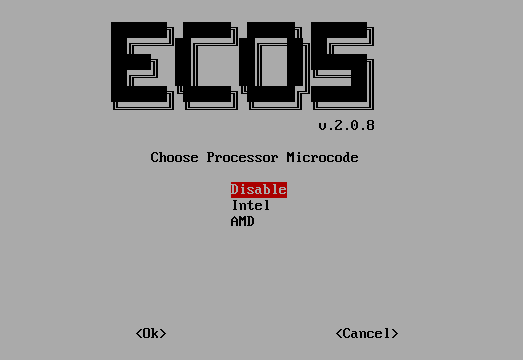 ECOS
v.2.0.8
Choose Processor Microcode
Disable
Intel
AMD
<Ok> <Cancel>